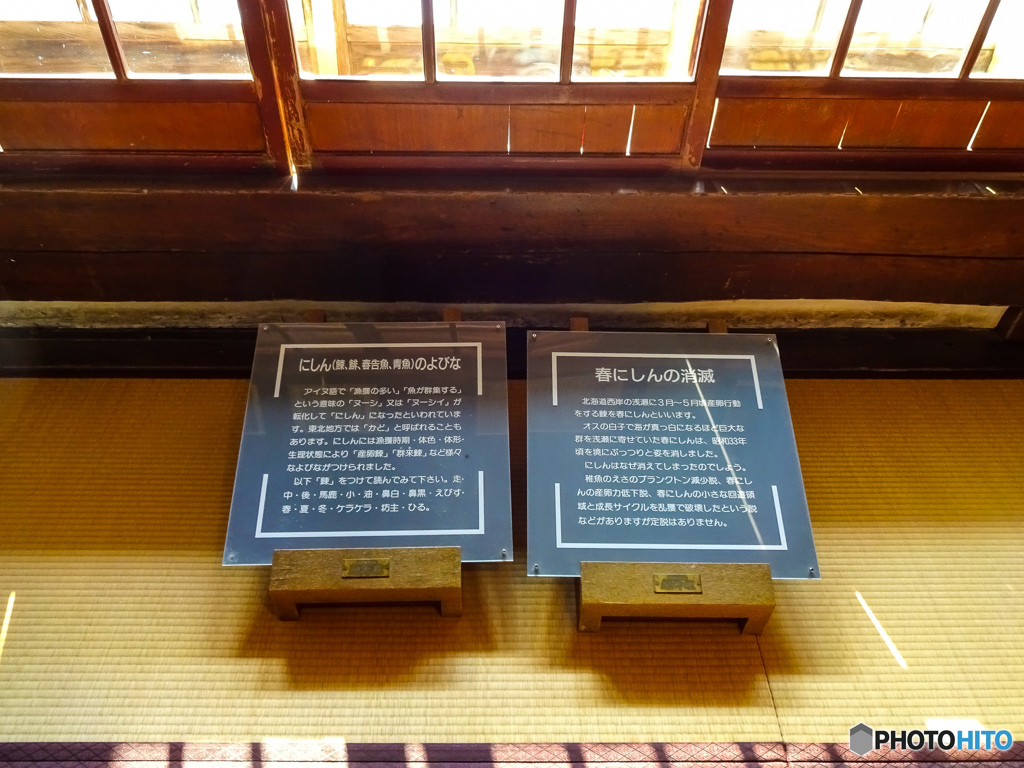 にしん(鰊、鯡、春告魚、青魚)のよびな
アイヌ語で「漁獲の多い」「魚が群集する」
という意味の「ヌーシ」又は「ヌーシイ」が
転化して「にしん」になったといわれていま
す。東北地方では「かど」と呼ばれることも
あります。にしんには漁獲時期・体色・体形・
生理状態により「産卵鰊」「群来鰊」など様々
なよびながつけられました。
以下「鰊」をつけて読んでみて下さい。走・
中・後・馬鹿・小・油・鼻白・鼻黒・えびす・
春・夏・冬・ケラケラ・坊主・ひる。
春にしんの消滅
北海道西岸の浅瀬に3月〜5月頃産卵行動
をする鰊を春にしんといいます。
オスの白子で海が真っ白になるほど巨大な
群を浅瀬に寄せていた春にしんは、昭和33年
頃を境にぷっつりと姿を消しました。
にしんはなぜ消えてしまったのでしょう。
稚魚のえさのプランクトン減少説、春にし
んの産卵力低下説、春にしんの小さな回遊領
域と成長サイクルを乱獲で破壊したという説
などがありますが定説はありません。
PHOTOHITO